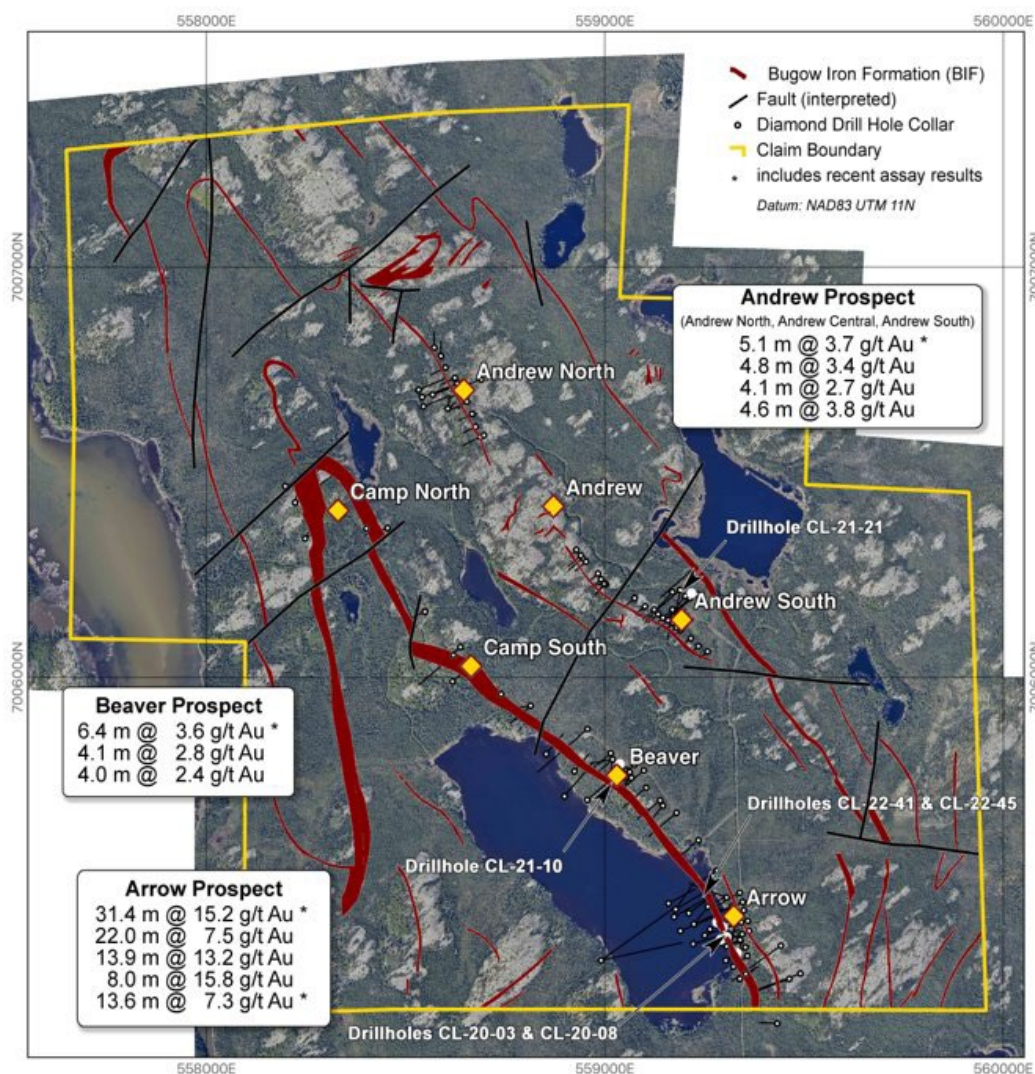 558000E
559000E
560000E
Bugow Iron Formation (BIF)
Fault (interpreted)
Diamond Drill Hole Collar
Claim Boundary
* includes recent assay results
Datum: NAD83 UTM 11N
7007000N
7007000N
Andrew Prospect
(Andrew North, Andrew Central, Andrew South)
5.1 m @ 3.7 g/t Au *
4.8 m @ 3.4 g/t Au
4.1 m @ 2.7 g/t Au
4.6 m @ 3.8 g/t Au
Andrew North
Camp North
Andrew
Drillhole CL-21-21
Andrew South
Camp South
7006000N
7006000N
Beaver Prospect
6.4 m @ 3.6 g/t Au *
4.1 m @ 2.8 g/t Au
4.0 m @ 2.4 g/t Au
Beaver
Drillholes CL-22-41 & CL-22-45
Drillhole CL-21-10
Arrow Prospect
31.4 m @ 15.2 g/t Au *
22.0 m @ 7.5 g/t Au
13.9 m @ 13.2 g/t Au
8.0 m @ 15.8 g/t Au
13.6 m @ 7.3 g/t Au *
Arrow
Drillholes CL-20-03 & CL-20-08
558000E
559000E
560000E